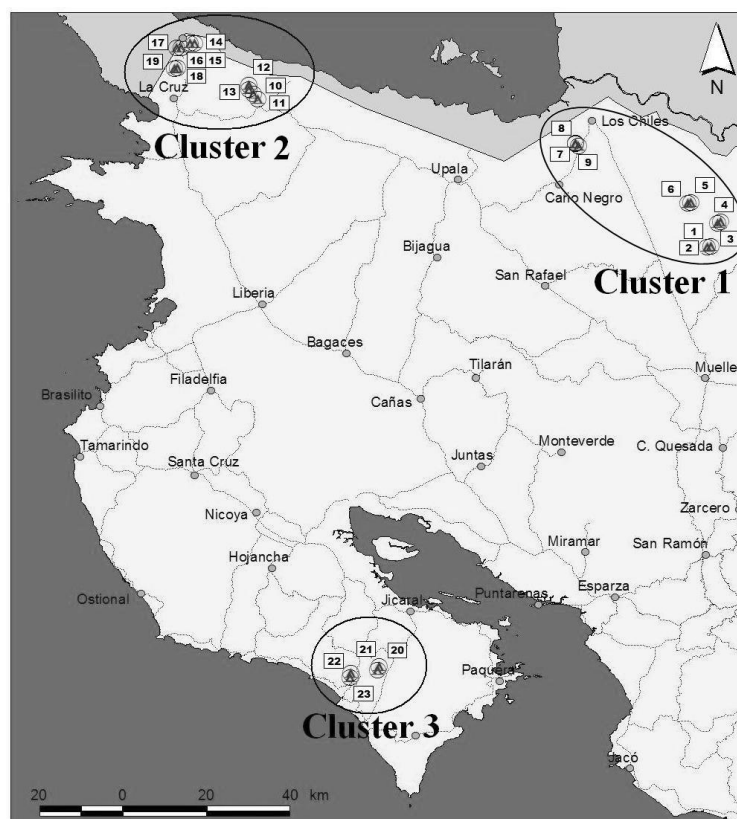 17
14
N
19
16
15
12
18
10
La Cruz
13
11
8
Los Chiles
Cluster 2
7
9
Upala
Cano Negro
6
5
4
1
3
2
Bijagua
San Rafael
Cluster 1
Liberia
Bagaces
Tilarán
Muelle
Filadelfia
Brasilito
Cañas
Tamarindo
Monteverde
C. Quesada
Santa Cruz
Juntas
Zarcero
Nicoya
Miramar
San Ramón
Hojancha
Esparza
Ostional
Jicaral
Puntarenas
21
20
22
Paquera
23
Cluster 3
Jacó
20
0
20
40
km